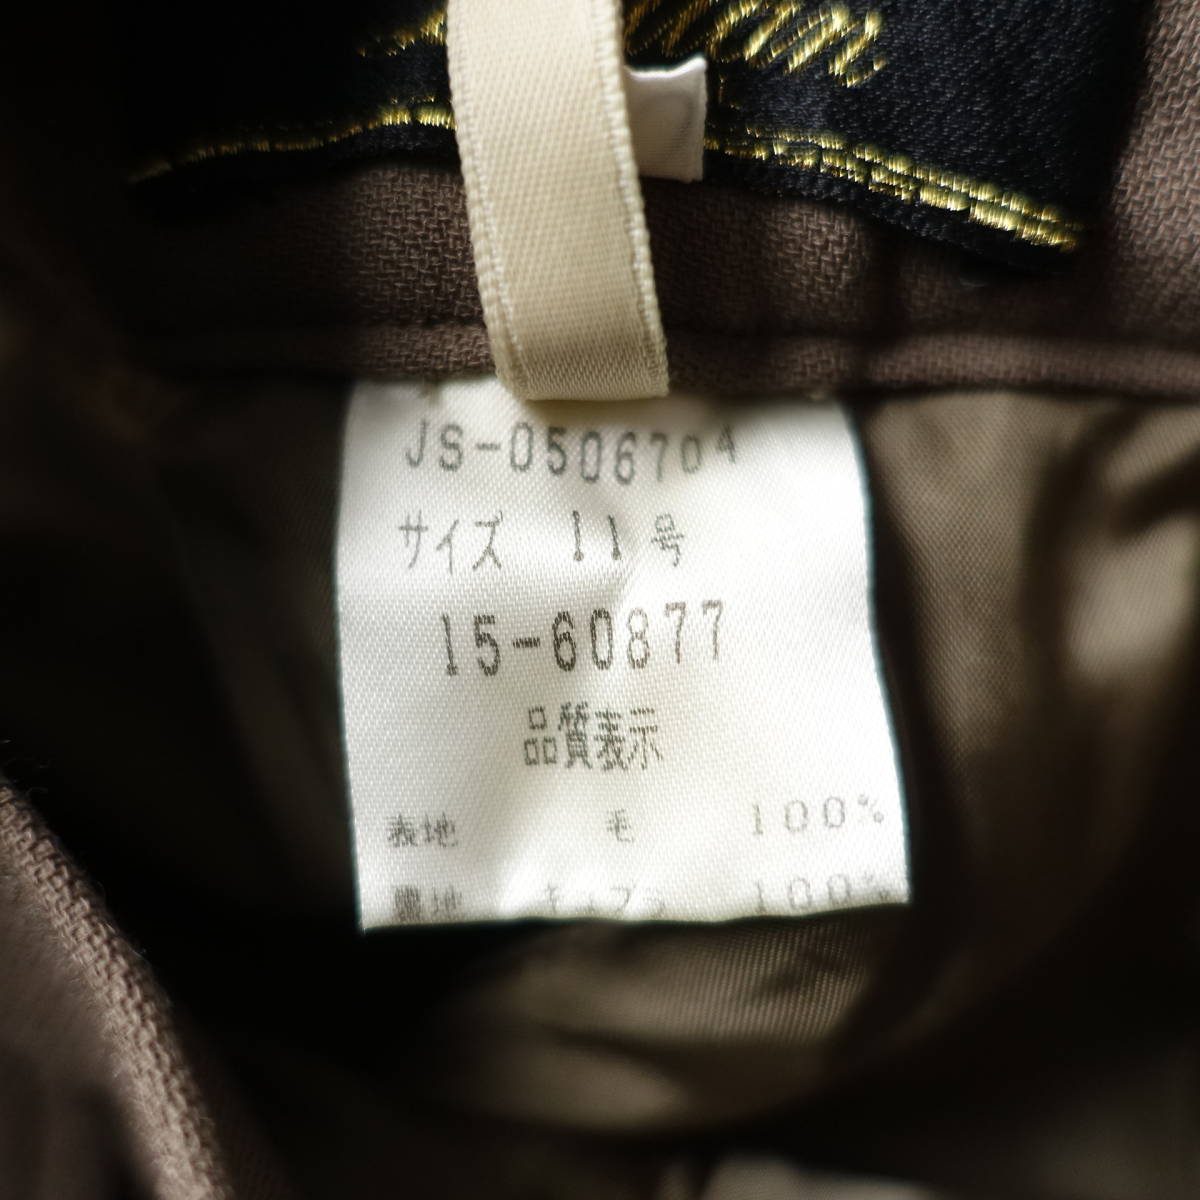 JS-0506704
サイズ 11号
15-60877
品質表示
表地 毛 100%
裏地 キュプラ 100%